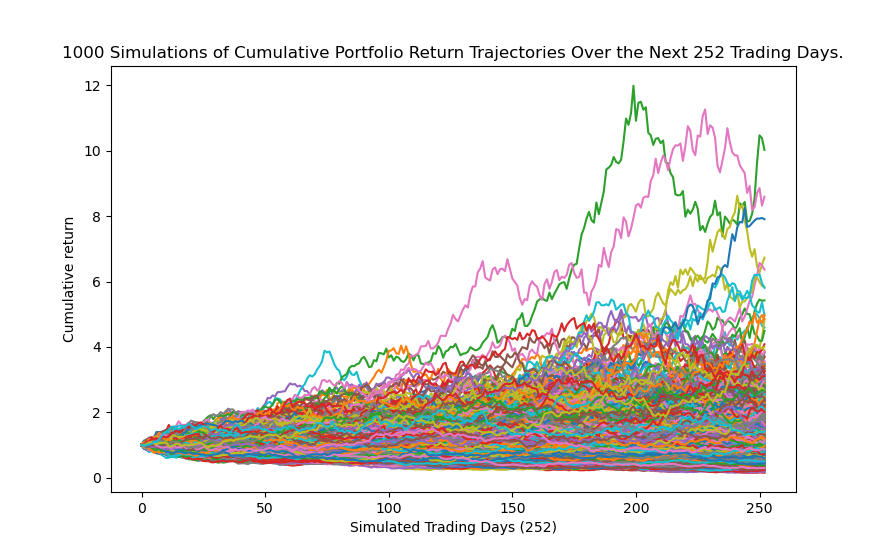 1000 Simulations of Cumulative Portfolio Return Trajectories Over the Next 252 Trading Days.
12
10
8
6
4
2
0
Cumulative return
0 50 100 150 200 250
Simulated Trading Days (252)